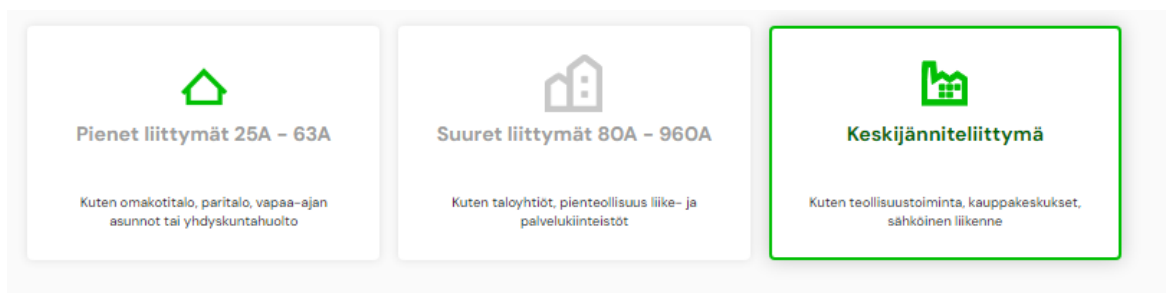 Pienet liittymät 25A – 63A
Kuten omakotitalo, paritalo, vapaa-ajan
asunnot tai yhdyskuntahuolto
Suuret liittymät 80A – 960A
Kuten taloyhtiöt, pienteollisuus liike- ja
palvelukiinteistöt
Keskijänniteliittymä
Kuten teollisuustoiminta, kauppakeskukset,
sähköinen liikenne